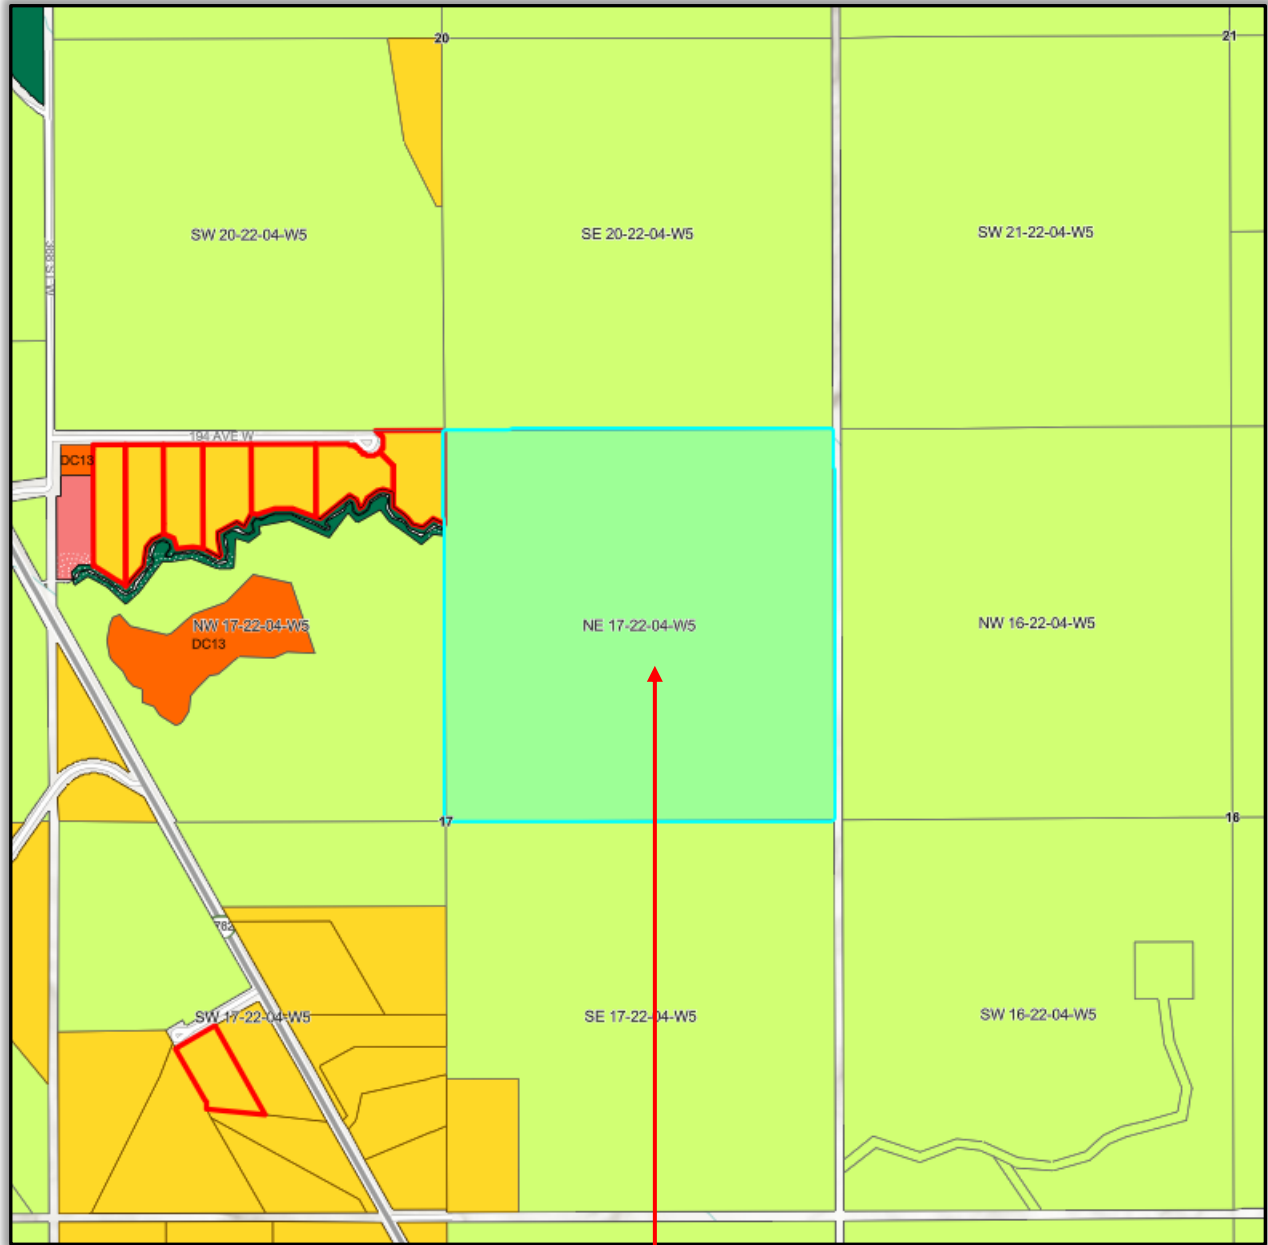 20
21
SW 20-22-04-W5
SE 20-22-04-W5
SW 21-22-04-W5
388 ST W
194 AVE W
DC13
NW 17-22-04-W5
DC13
NE 17-22-04-W5
NW 16-22-04-W5
17
16
762
SW 17-22-04-W5
SE 17-22-04-W5
SW 16-22-04-W5